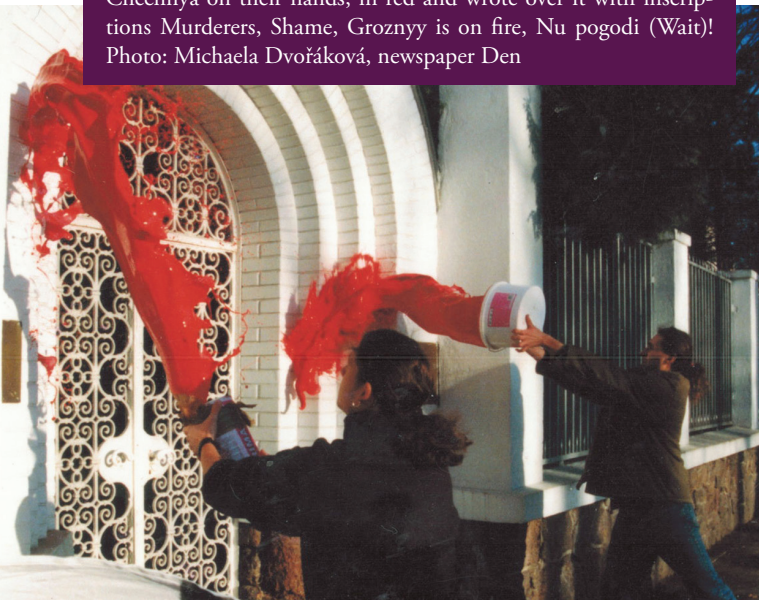 Chechnya on their hands, in red and wrote over it with inscrip-
tions Murderers, Shame, Groznyy is on fire, Nu pogodi (Wait)!
Photo: Michaela Dvořáková, newspaper Den